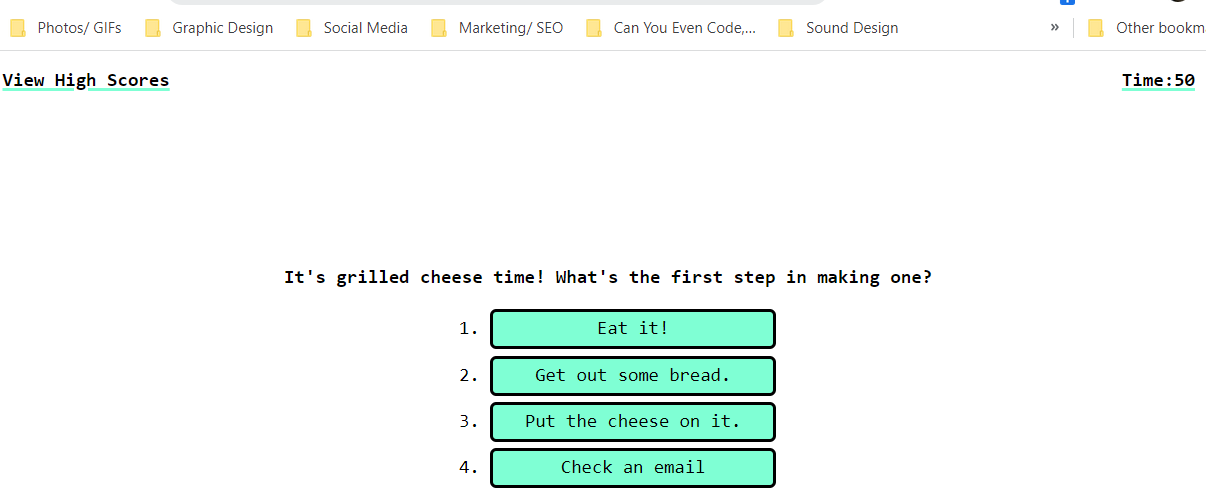 Photos/ GIFs Graphic Design Social Media Marketing/ SEO Can You Even Code,... Sound Design » Other bookm
View High Scores Time:50
It's grilled cheese time! What's the first step in making one?
1. Eat it!
2. Get out some bread.
3. Put the cheese on it.
4. Check an email